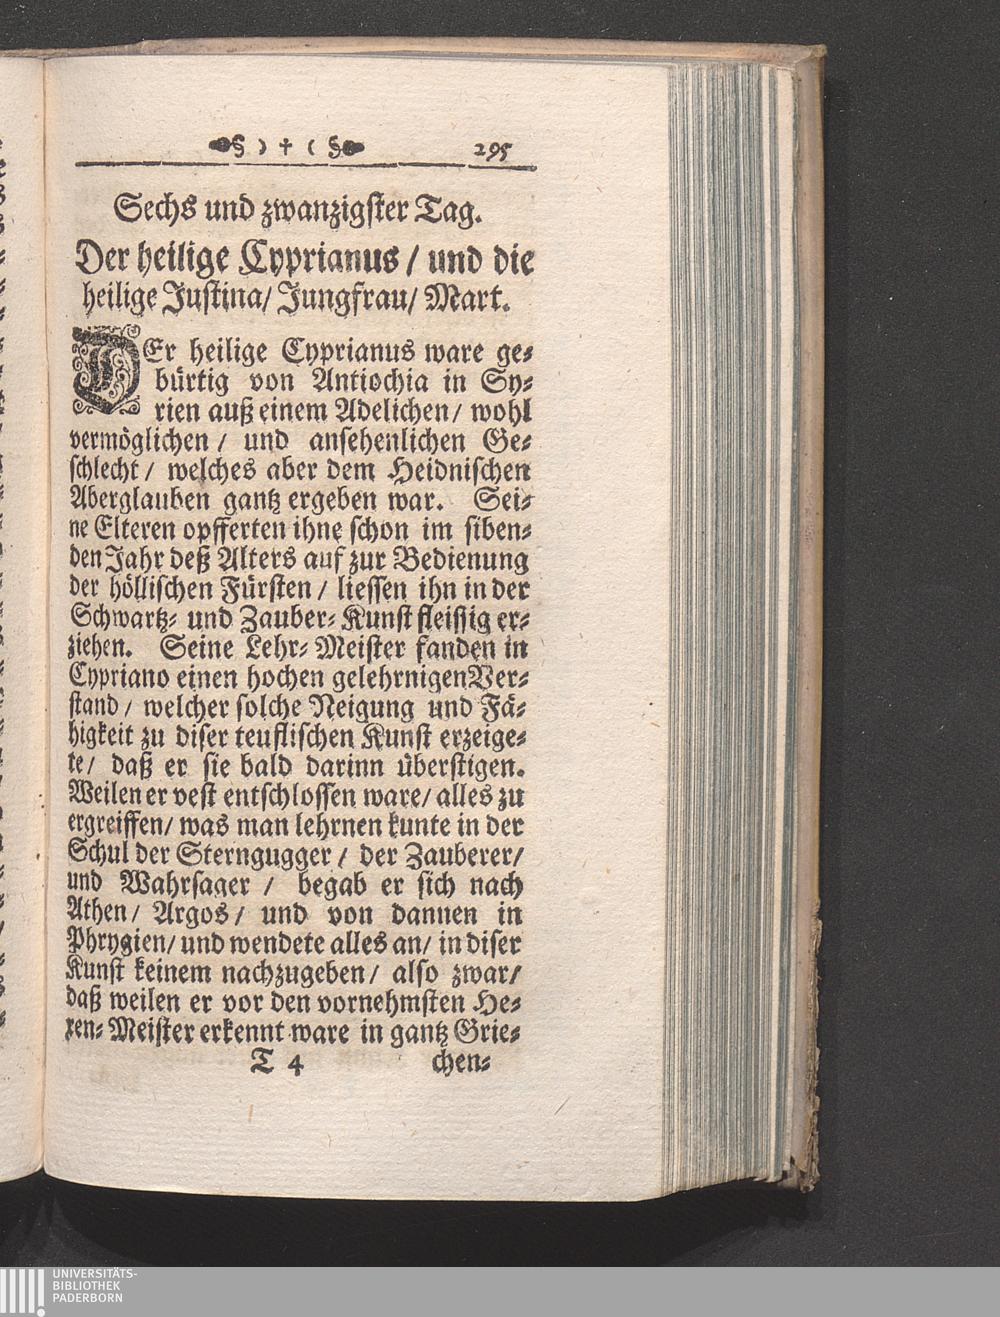 § ) † ( § 295
Sechs und zwanzigster Tag.
Der heilige Cyprianus / und die
heilige Justina/ Jungfrau/ Mart.
DEr heilige Cyprianus ware ge⸗
bürtig von Antiochia in Sy⸗
rien auß einem Adelichen/ wohl
vermöglichen / und ansehenlichen Ge⸗
schlecht / welches aber dem Heidnischen
Aberglauben gantz ergeben war. Sei⸗
ne Elteren opfferten ihne schon im siben⸗
den Jahr deß Alters auf zur Bedienung
der höllischen Fürsten / liessen ihn in der
Schwartz⸗ und Zauber⸗ Kunst fleissig er⸗
ziehen. Seine Lehr⸗ Meister fanden in
Cypriano einen hochen gelehrnigen Ver⸗
stand / welcher solche Neigung und Fä⸗
higkeit zu diser teuflischen Kunst erzeige⸗
te/ daß er sie bald darinn überstigen.
Weilen er vest entschlossen ware/ alles zu
ergreiffen/ was man lehrnen kunte in der
Schul der Sterngugger / der Zauberer/
und Wahrsager / begab er sich nach
Athen/ Argos/ und von dannen in
Phrygien/ und wendete alles an/ in diser
Kunst keinem nachzugeben/ also zwar/
daß weilen er vor den vornehmsten He⸗
xen⸗ Meister erkennt ware in gantz Grie⸗
T 4 chen⸗
UNIVERSITÄTS-
BIBLIOTHEK
PADERBORN